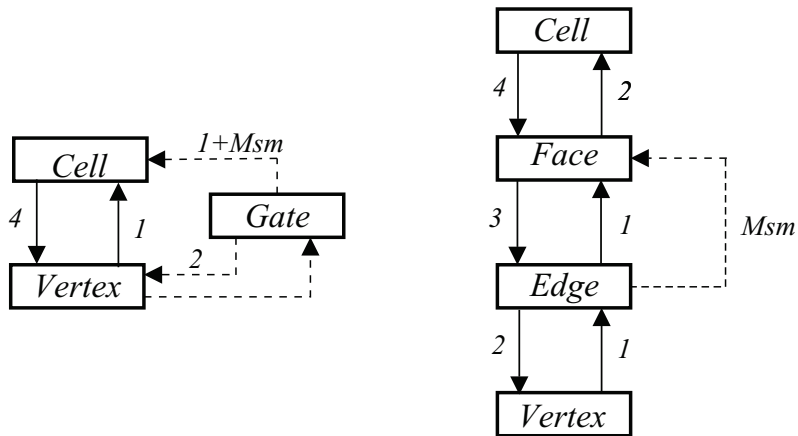 Cell
4
1
Vertex
1+Msm
Gate
2
Cell
4
2
Face
3
1
Msm
Edge
2
1
Vertex